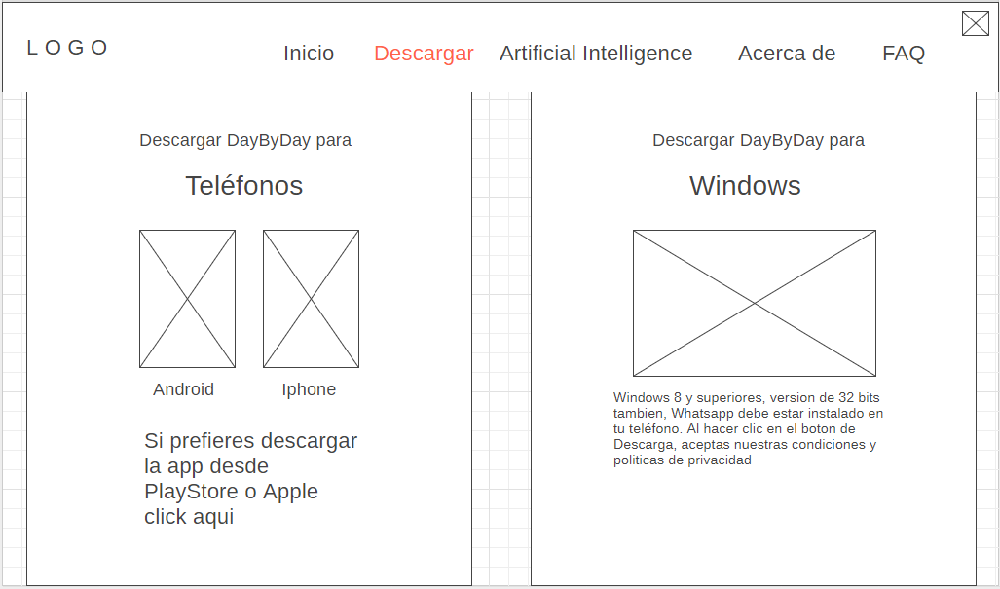 LOGO
Inicio Descargar Artificial Intelligence Acerca de FAQ
Descargar DayByDay para
Teléfonos
Android Iphone
Si prefieres descargar
la app desde
PlayStore o Apple
click aqui
Descargar DayByDay para
Windows
Windows 8 y superiores, version de 32 bits
tambien, Whatsapp debe estar instalado en
tu teléfono. Al hacer clic en el boton de
Descarga, aceptas nuestras condiciones y
politicas de privacidad